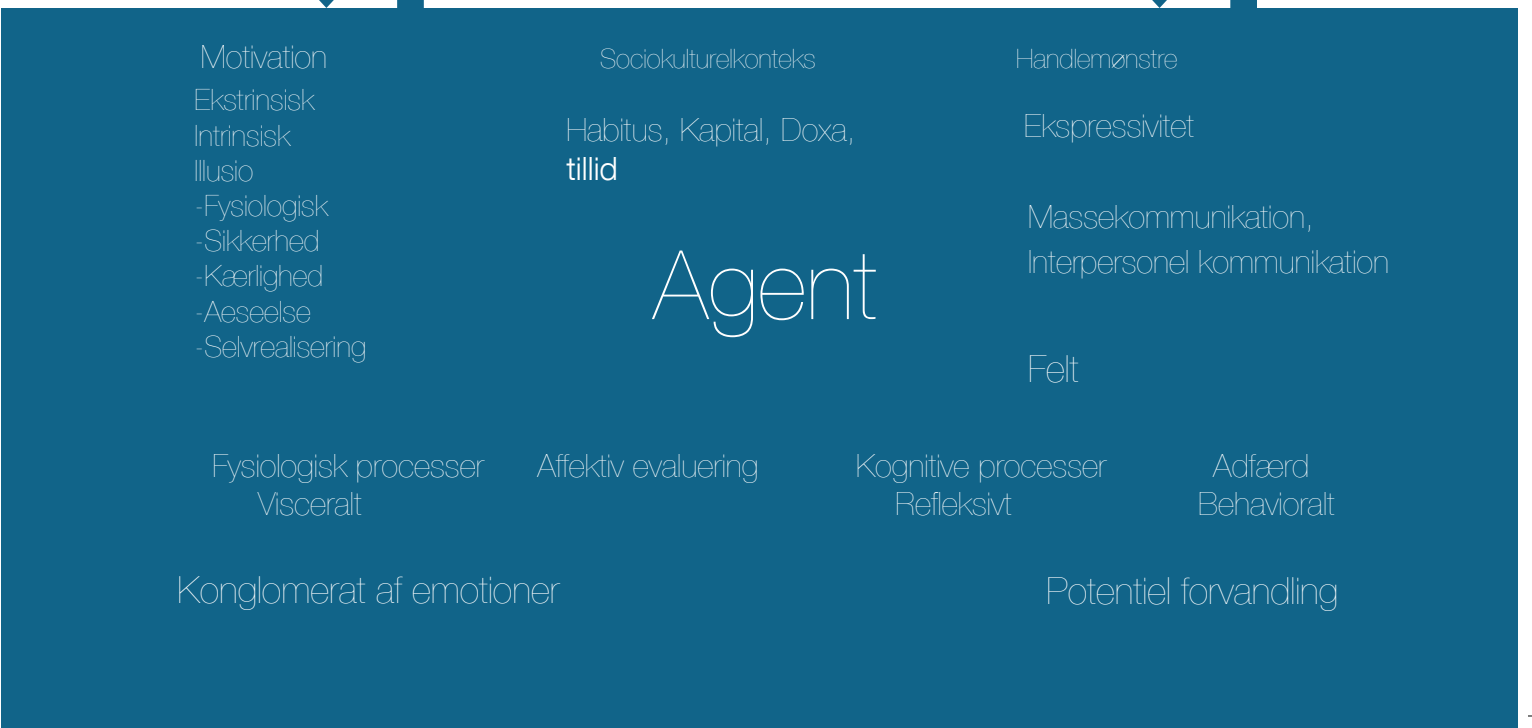 Motivation
Ekstrinsisk
Intrinsisk
Illusio
-Fysiologisk
-Sikkerhed
-Kærlighed
-Aeseelse
-Selvrealisering
Sociokulturelkonteks
Habitus, Kapital, Doxa,
tillid
Agent
Handlemønstre
Ekspressivitet
Massekommunikation,
Interpersonel kommunikation
Felt
Fysiologisk processer
Visceralt
Affektiv evaluering
Kognitive processer
Refleksivt
Adfærd
Behavioralt
Konglomerat af emotioner
Potentiel forvandling